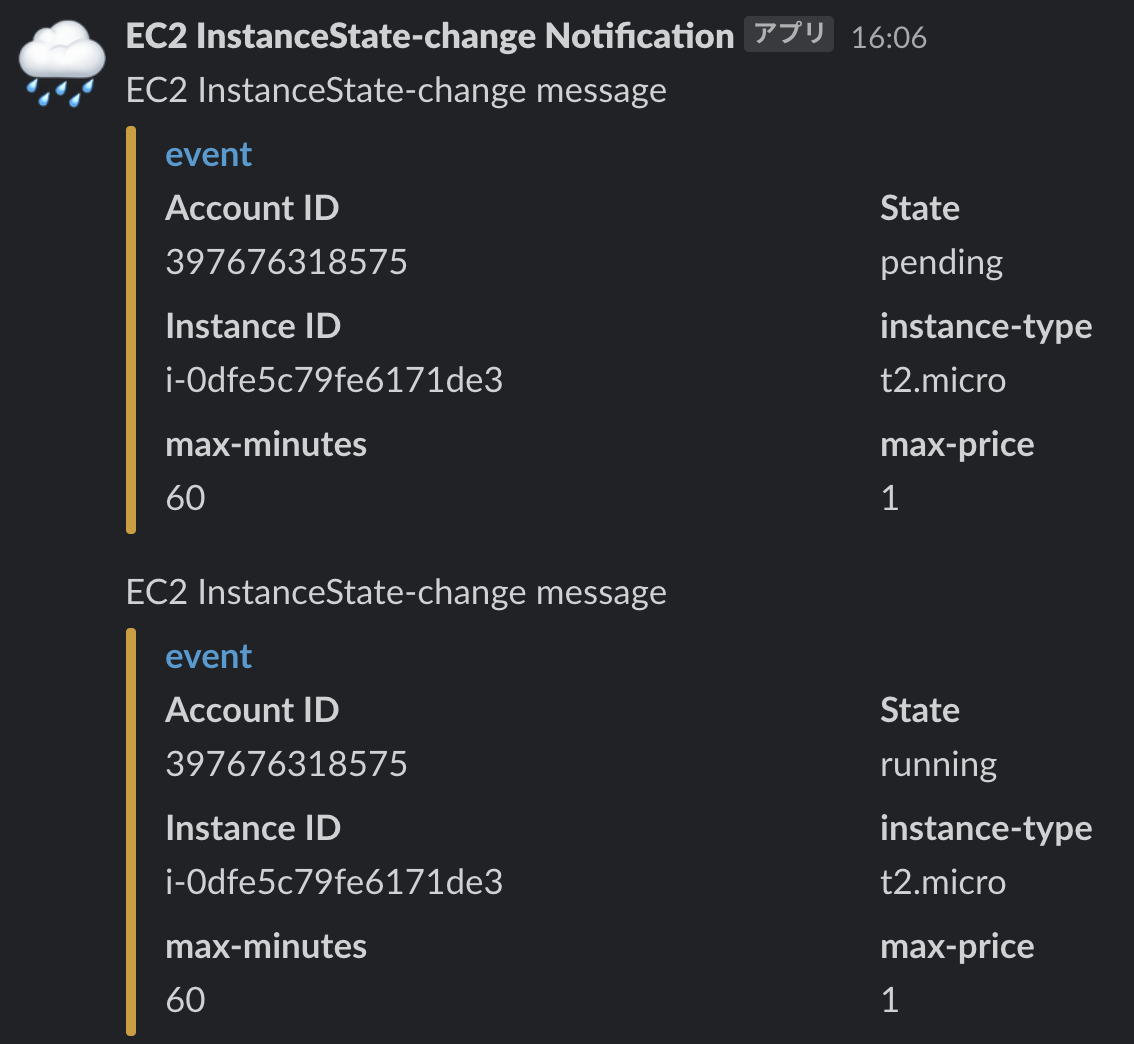 EC2 InstanceState-change Notification アプリ 16:06
EC2 InstanceState-change message
event
Account ID State
397676318575 pending
Instance ID instance-type
i-0dfe5c79fe6171de3 t2.micro
max-minutes max-price
60 1
EC2 InstanceState-change message
event
Account ID State
397676318575 running
Instance ID instance-type
i-0dfe5c79fe6171de3 t2.micro
max-minutes max-price
60 1